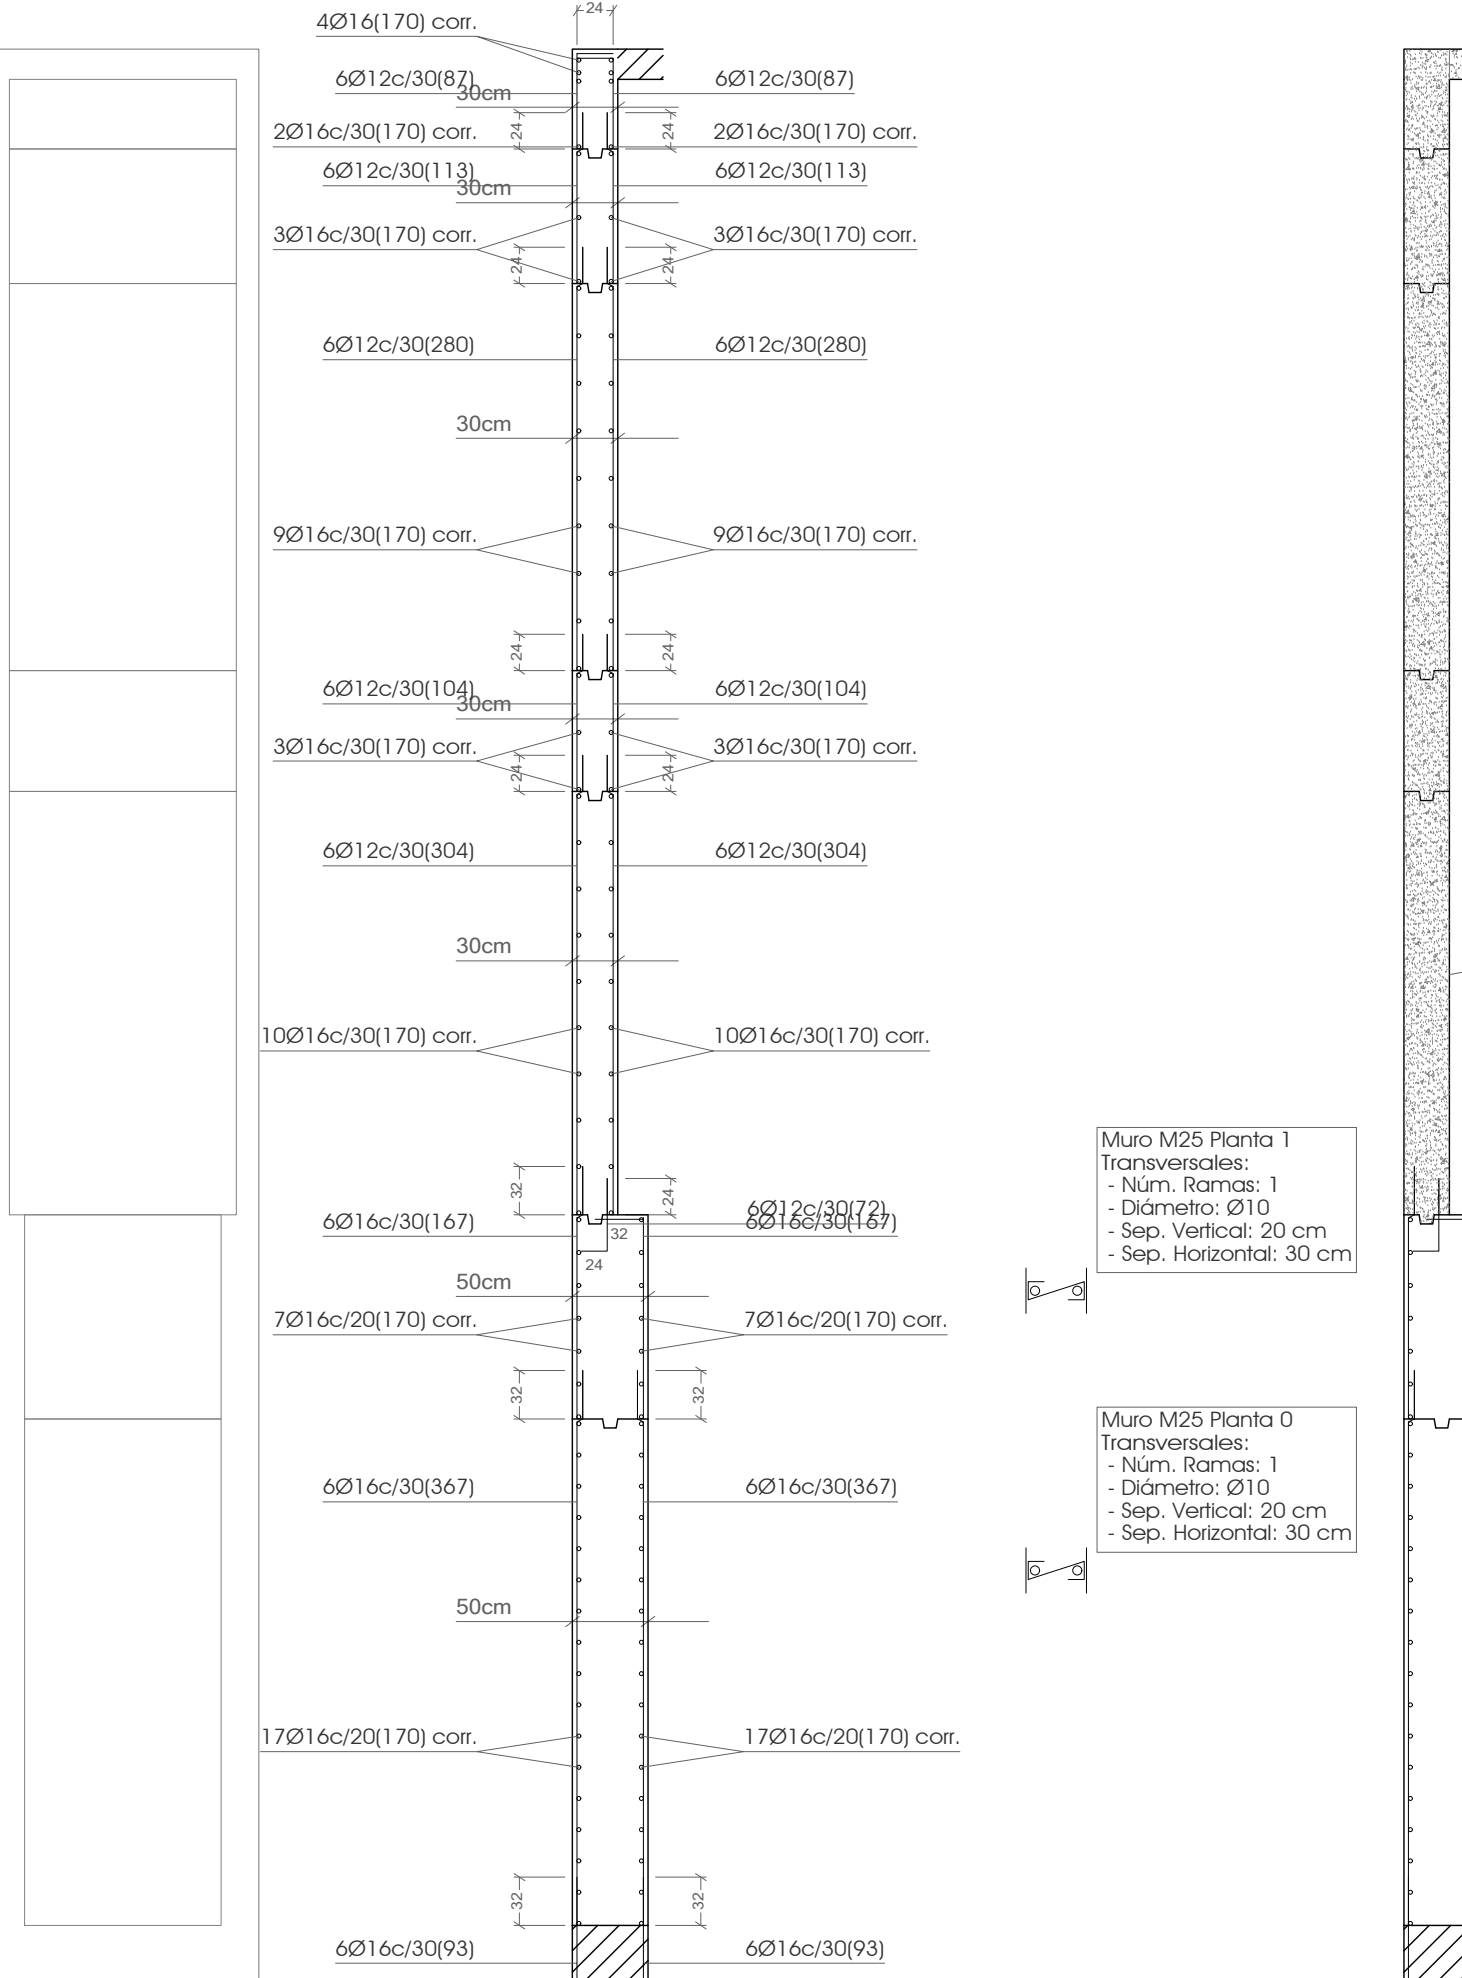 24
4Ø16(170) corr.
6Ø12c/30(87)
6Ø12c/30(87)
30cm
24
24
2Ø16c/30(170) corr.
2Ø16c/30(170) corr.
6Ø12c/30(113)
6Ø12c/30(113)
30cm
3Ø16c/30(170) corr.
3Ø16c/30(170) corr.
24
24
6Ø12c/30(280)
6Ø12c/30(280)
30cm
9Ø16c/30(170) corr.
9Ø16c/30(170) corr.
24
24
6Ø12c/30(104)
6Ø12c/30(104)
30cm
3Ø16c/30(170) corr.
3Ø16c/30(170) corr.
24
24
6Ø12c/30(304)
6Ø12c/30(304)
30cm
10Ø16c/30(170) corr.
10Ø16c/30(170) corr.
32
24
6Ø12c/30(72)
6Ø16c/30(167)
6Ø16c/30(167)
32
24
50cm
7Ø16c/20(170) corr.
7Ø16c/20(170) corr.
32
32
6Ø16c/30(367)
6Ø16c/30(367)
50cm
17Ø16c/20(170) corr.
17Ø16c/20(170) corr.
32
32
6Ø16c/30(93)
6Ø16c/30(93)
Muro M25 Planta 1
Transversales:
- Núm. Ramas: 1
- Diámetro: Ø10
- Sep. Vertical: 20 cm
- Sep. Horizontal: 30 cm
Muro M25 Planta 0
Transversales:
- Núm. Ramas: 1
- Diámetro: Ø10
- Sep. Vertical: 20 cm
- Sep. Horizontal: 30 cm